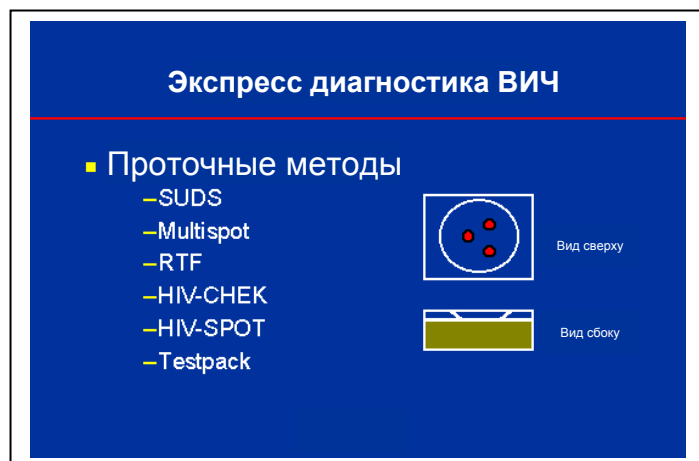 Экспресс диагностика ВИЧ
Проточные методы
–SUDS
–Multispot
–RTF
–HIV-CHEK
–HIV-SPOT
–Testpack
Вид сверху
Вид сбоку